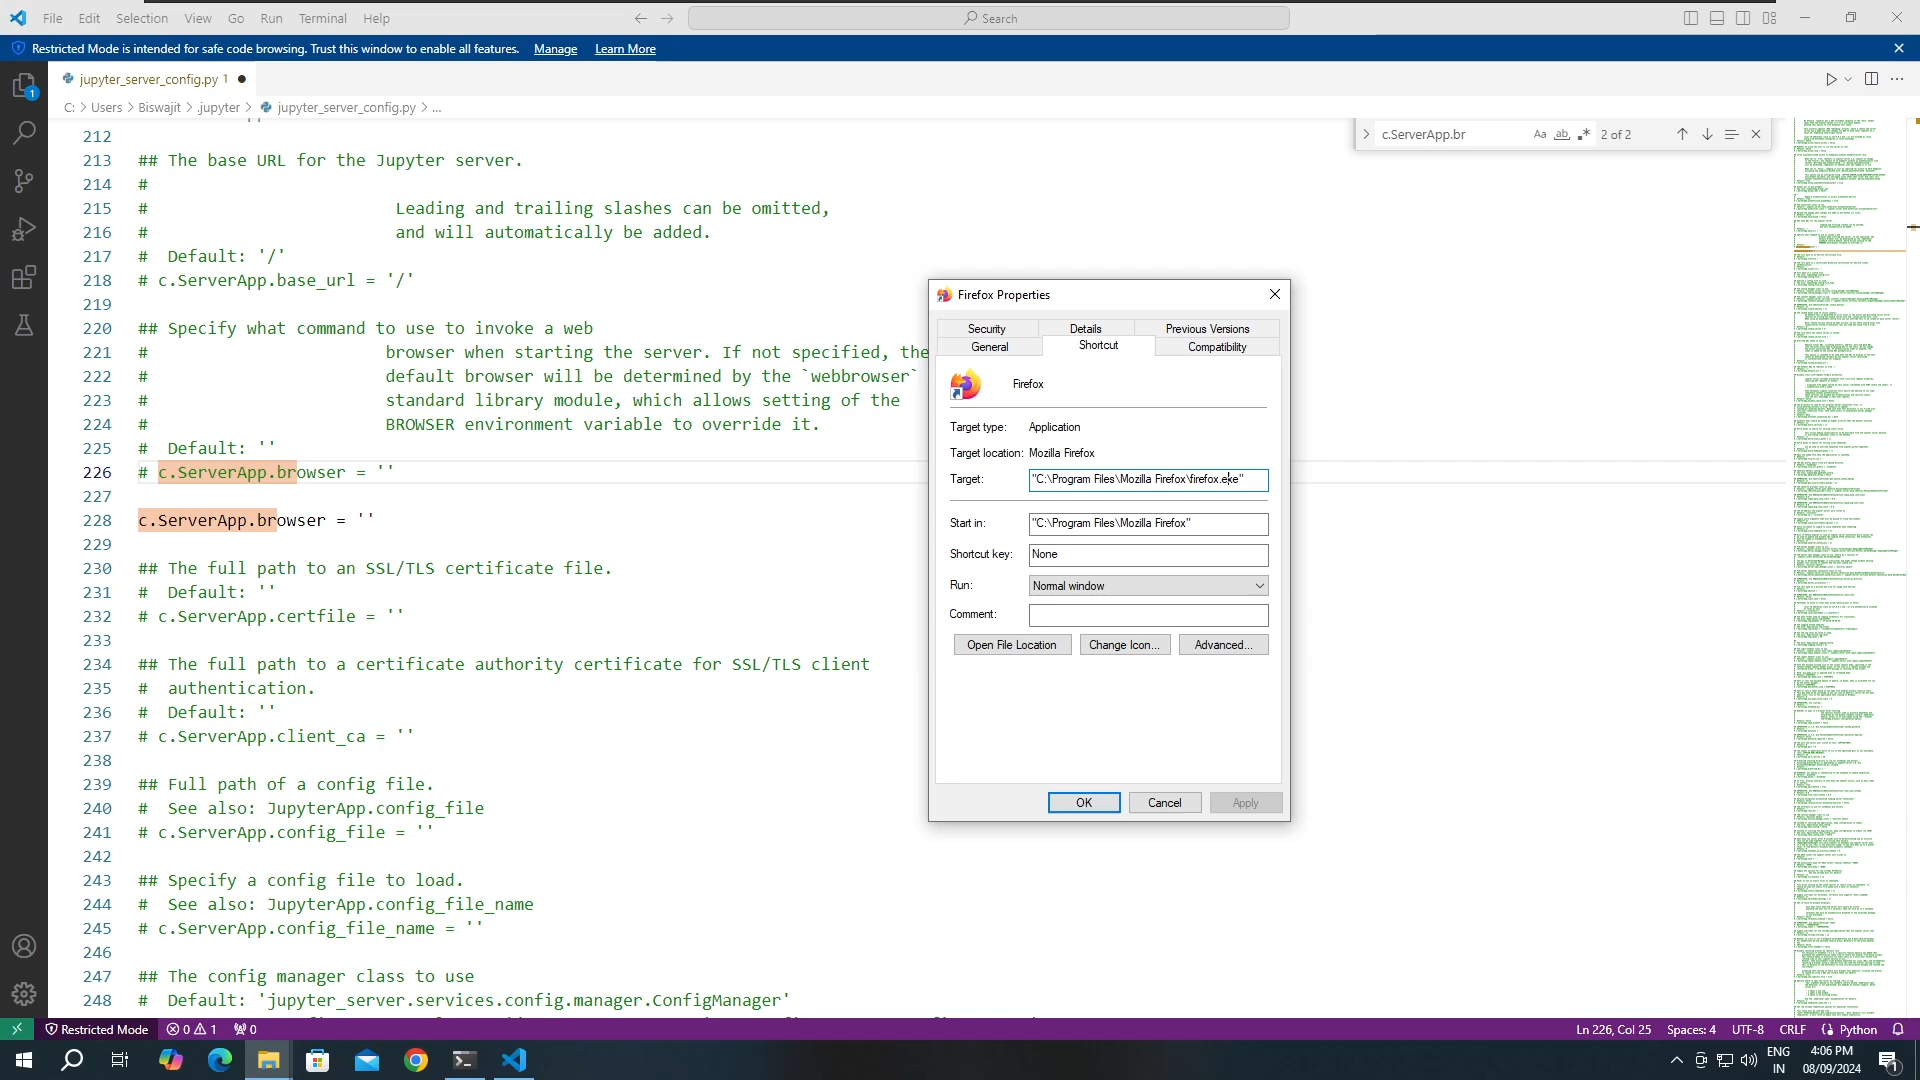 File Edit Selection View Go Run Terminal Help
Search
Restricted Mode is intended for safe code browsing. Trust this window to enable all features. Manage Learn More
jupyter_server_config.py 1
C: > Users > Biswajit > .jupyter > jupyter_server_config.py > ...
c.ServerApp.br Aa ab 2 of 2
212
213 ## The base URL for the Jupyter server.
214 #
215 # Leading and trailing slashes can be omitted,
216 # and will automatically be added.
217 # Default: '/'
218 # c.ServerApp.base_url = '/'
219
220 ## Specify what command to use to invoke a web
221 # browser when starting the server. If not specified, the
222 # default browser will be determined by the `webbrowser`
223 # standard library module, which allows setting of the
224 # BROWSER environment variable to override it.
225 # Default: ''
226 # c.ServerApp.browser = ''
227
228 c.ServerApp.browser = ''
229
230 ## The full path to an SSL/TLS certificate file.
231 # Default: ''
232 # c.ServerApp.certfile = ''
233
234 ## The full path to a certificate authority certificate for SSL/TLS client
235 # authentication.
236 # Default: ''
237 # c.ServerApp.client_ca = ''
238
239 ## Full path of a config file.
240 # See also: JupyterApp.config_file
241 # c.ServerApp.config_file = ''
242
243 ## Specify a config file to load.
244 # See also: JupyterApp.config_file_name
245 # c.ServerApp.config_file_name = ''
246
247 ## The config manager class to use
248 # Default: 'jupyter_server.services.config.manager.ConfigManager'
Firefox Properties
Security Details Previous Versions
General Shortcut Compatibility
Firefox
Target type: Application
Target location: Mozilla Firefox
Target: "C:\Program Files\Mozilla Firefox\firefox.exe"
Start in: "C:\Program Files\Mozilla Firefox"
Shortcut key: None
Run: Normal window
Comment:
Open File Location Change Icon... Advanced...
OK Cancel Apply
1
Restricted Mode 0 1 0
Ln 226, Col 25 Spaces: 4 UTF-8 CRLF Python
ENG
IN
4:06 PM
08/09/2024
1